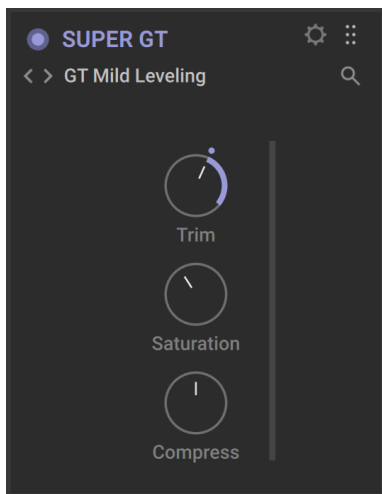 SUPER GT
GT Mild Leveling
Trim
Saturation
Compress